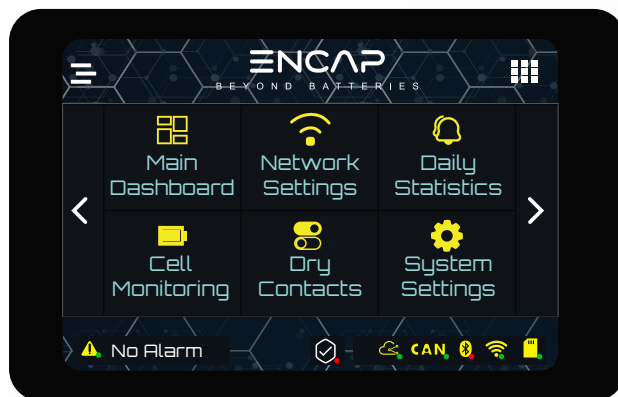 ENCAP
BEYOND BATTERIES
Main
Dashboard
Network
Settings
Daily
Statistics
Cell
Monitoring
Dry
Contacts
System
Settings
No Alarm
CAN